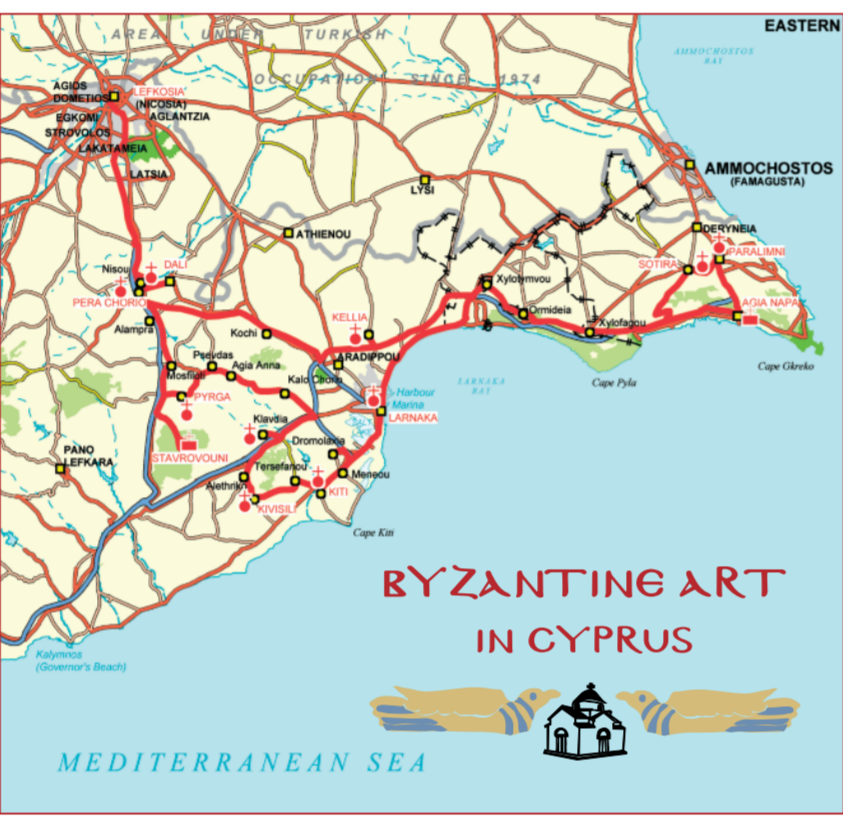 EASTERN
AREA UNDER TURKISH
OCCUPATION SINCE 1974
AMMOCHOSTOS
BAY
AGIOS
DOMETIOS
LEFKOSIA
(NICOSIA)
AGLANTZIA
EGKOMI
STROVOLOS
LAKATAMEIA
LATSIA
LYSI
AMMOCHOSTOS
(FAMAGUSTA)
ATHIENOU
DERYNEIA
PARALIMNI
SOTIRA
Nisou
DALI
PERA CHORIO
Xylotymvou
AGIA NAPA
Ormideia
Alampra
Kochi
KELLIA
Xylofagou
ARADIPPOU
Psevdas
Mosfiloti
Agia Anna
Kalo Chorio
Cape Gkreko
Cape Pyla
LARNAKA
BAY
PYRGA
Harbour
Marina
LARNAKA
SALT
LAKE
Klavdia
Dromolaxia
STAVROVOUNI
PANO
LEFKARA
Tersefanou
Meneou
Alethriko
KITI
KIVISILI
Cape Kiti
BYZANTINE ART
IN CYPRUS
Kalymnos
(Governor's Beach)
MEDITERRANEAN SEA